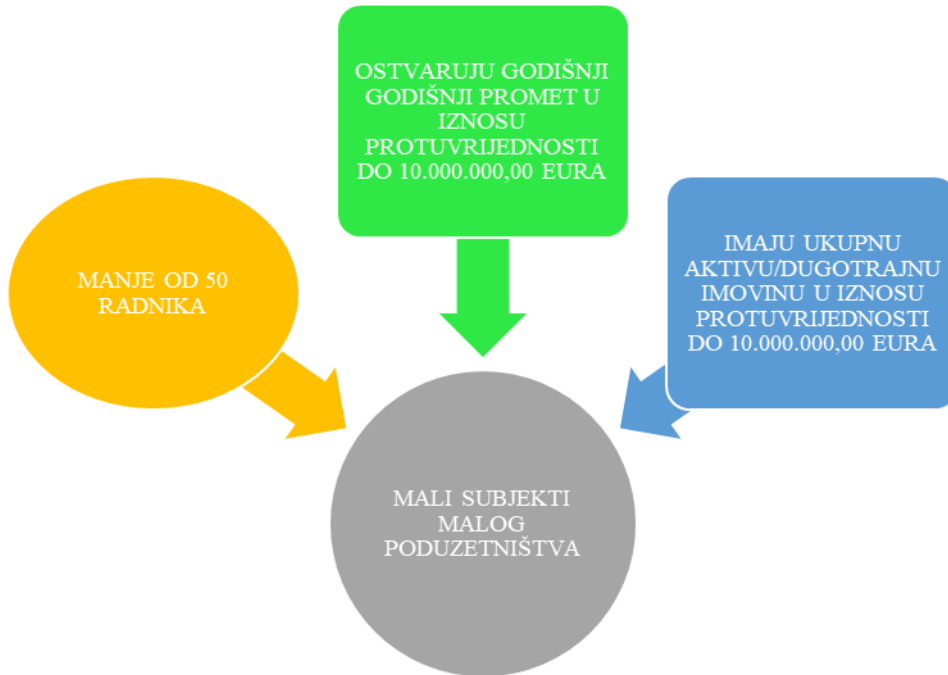 OSTVARUJU GODIŠNJI
GODIŠNJI PROMET U
IZNOSU
PROTUVRIJEDNOSTI
DO 10.000.000,00 EURA
MANJE OD 50
RADNIKA
IMAJU UKUPNU
AKTIVU/DUGOTRAJNU
IMOVINU U IZNOSU
PROTUVRIJEDNOSTI
DO 10.000.000,00 EURA
MALI SUBJEKTI
MALOG
PODUZETNIŠTVA